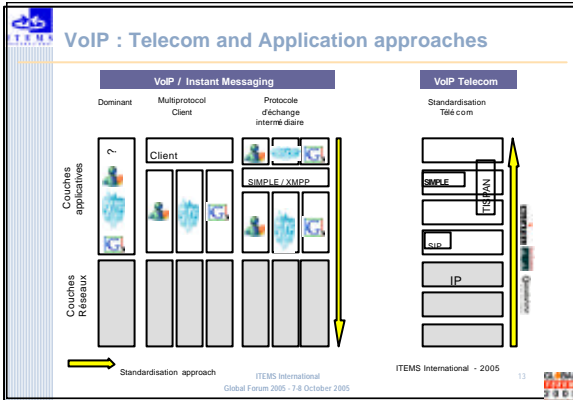 ITEMS
VoIP : Telecom and Application approaches
VoIP / Instant Messaging
VoIP Telecom
Dominant
Multiprotocol
Client
Protocole
d'échange
intermédiaire
Standardisation
Télécom
Couches
applicatives
?
Client
SIMPLE / XMPP
SIMPLE
TISPAN
SIP
Couches
Réseaux
IP
Standardisation approach
ITEMS International
Global Forum 2005 - 7-8 October 2005
ITEMS International - 2005
13